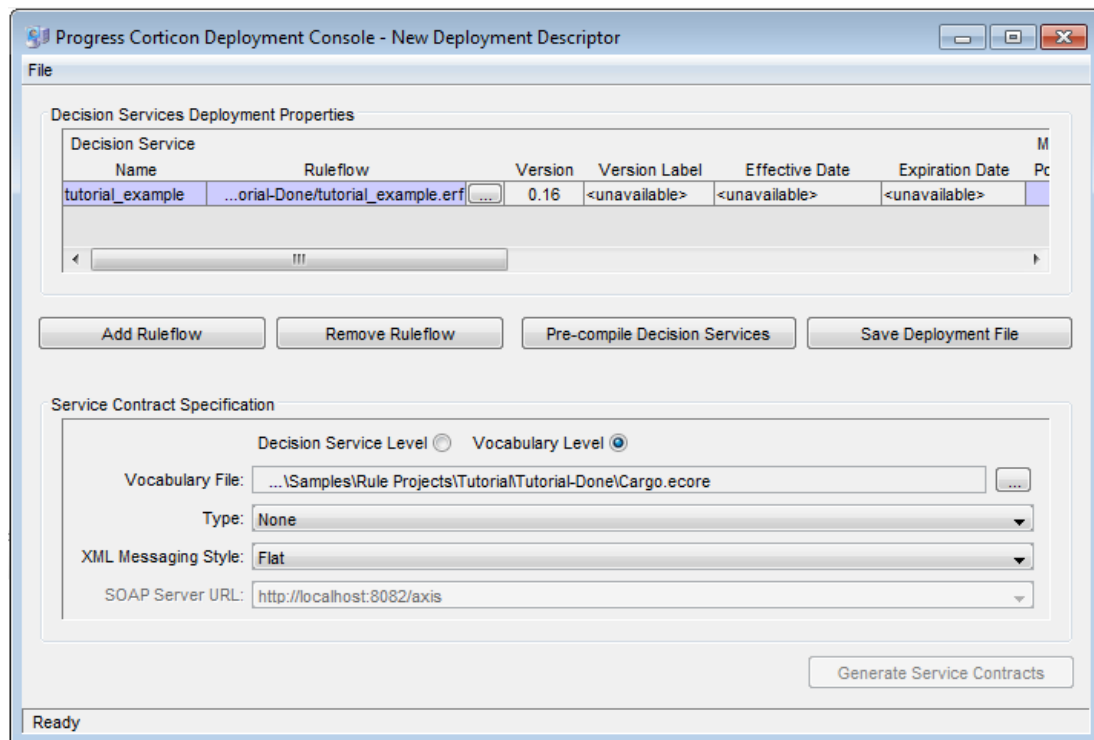 Progress Corticon Deployment Console - New Deployment Descriptor
File
Decision Services Deployment Properties
Decision Service M
Name Ruleflow Version Version Label Effective Date Expiration Date Po
tutorial_example ...orial-Done/tutorial_example.erf ... 0.16 <unavailable> <unavailable> <unavailable>
Add Ruleflow Remove Ruleflow Pre-compile Decision Services Save Deployment File
Service Contract Specification
Decision Service Level Vocabulary Level
Vocabulary File: ...\Samples\Rule Projects\Tutorial\Tutorial-Done\Cargo.ecore ...
Type: None
XML Messaging Style: Flat
SOAP Server URL: http://localhost:8082/axis
Generate Service Contracts
Ready